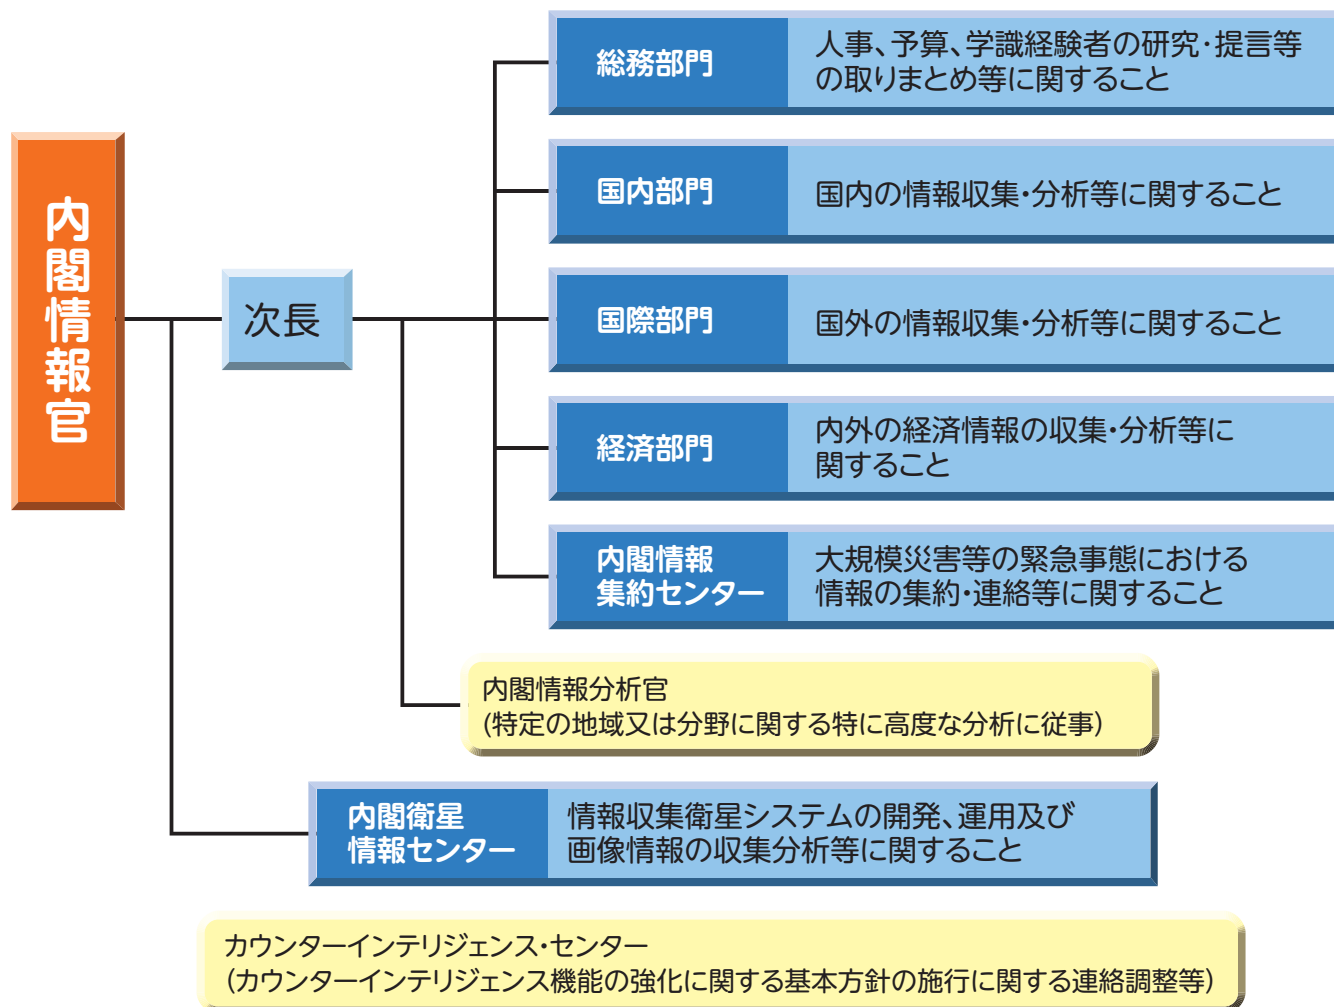 内閣情報官
次長
総務部門
人事、予算、学識経験者の研究・提言等
の取りまとめ等に関すること
国内部門
国内の情報収集・分析等に関すること
国際部門
国外の情報収集・分析等に関すること
経済部門
内外の経済情報の収集・分析等に
関すること
内閣情報
集約センター
大規模災害等の緊急事態における
情報の集約・連絡等に関すること
内閣情報分析官
(特定の地域又は分野に関する特に高度な分析に従事)
内閣衛星
情報センター
情報収集衛星システムの開発、運用及び
画像情報の収集分析等に関すること
カウンターインテリジェンス・センター
(カウンターインテリジェンス機能の強化に関する基本方針の施行に関する連絡調整等)